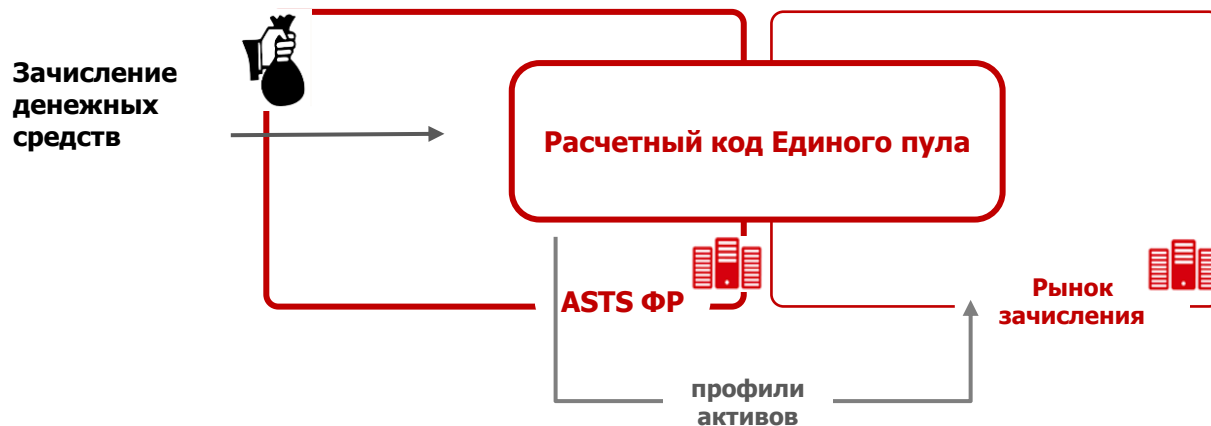 Зачисление
денежных
средств
Расчетный код Единого пула
ASTS ФР
Рынок
зачисления
профили
активов